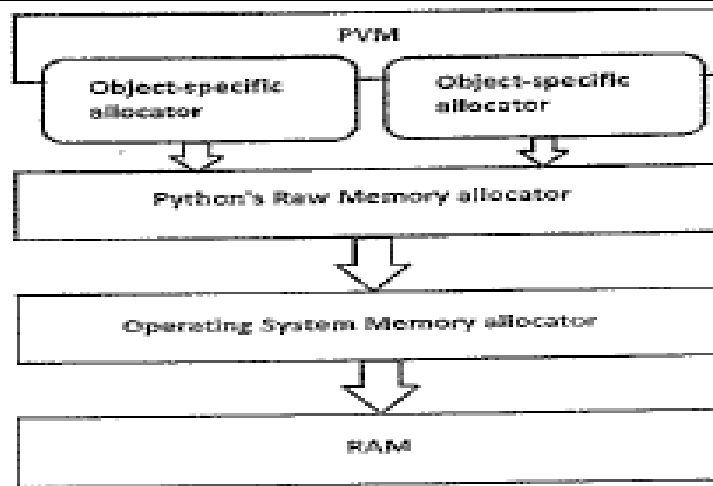 PVM
Object-specific
allocator
Object-specific
allocator
Python's Raw Memory allocator
Operating System Memory allocator
RAM